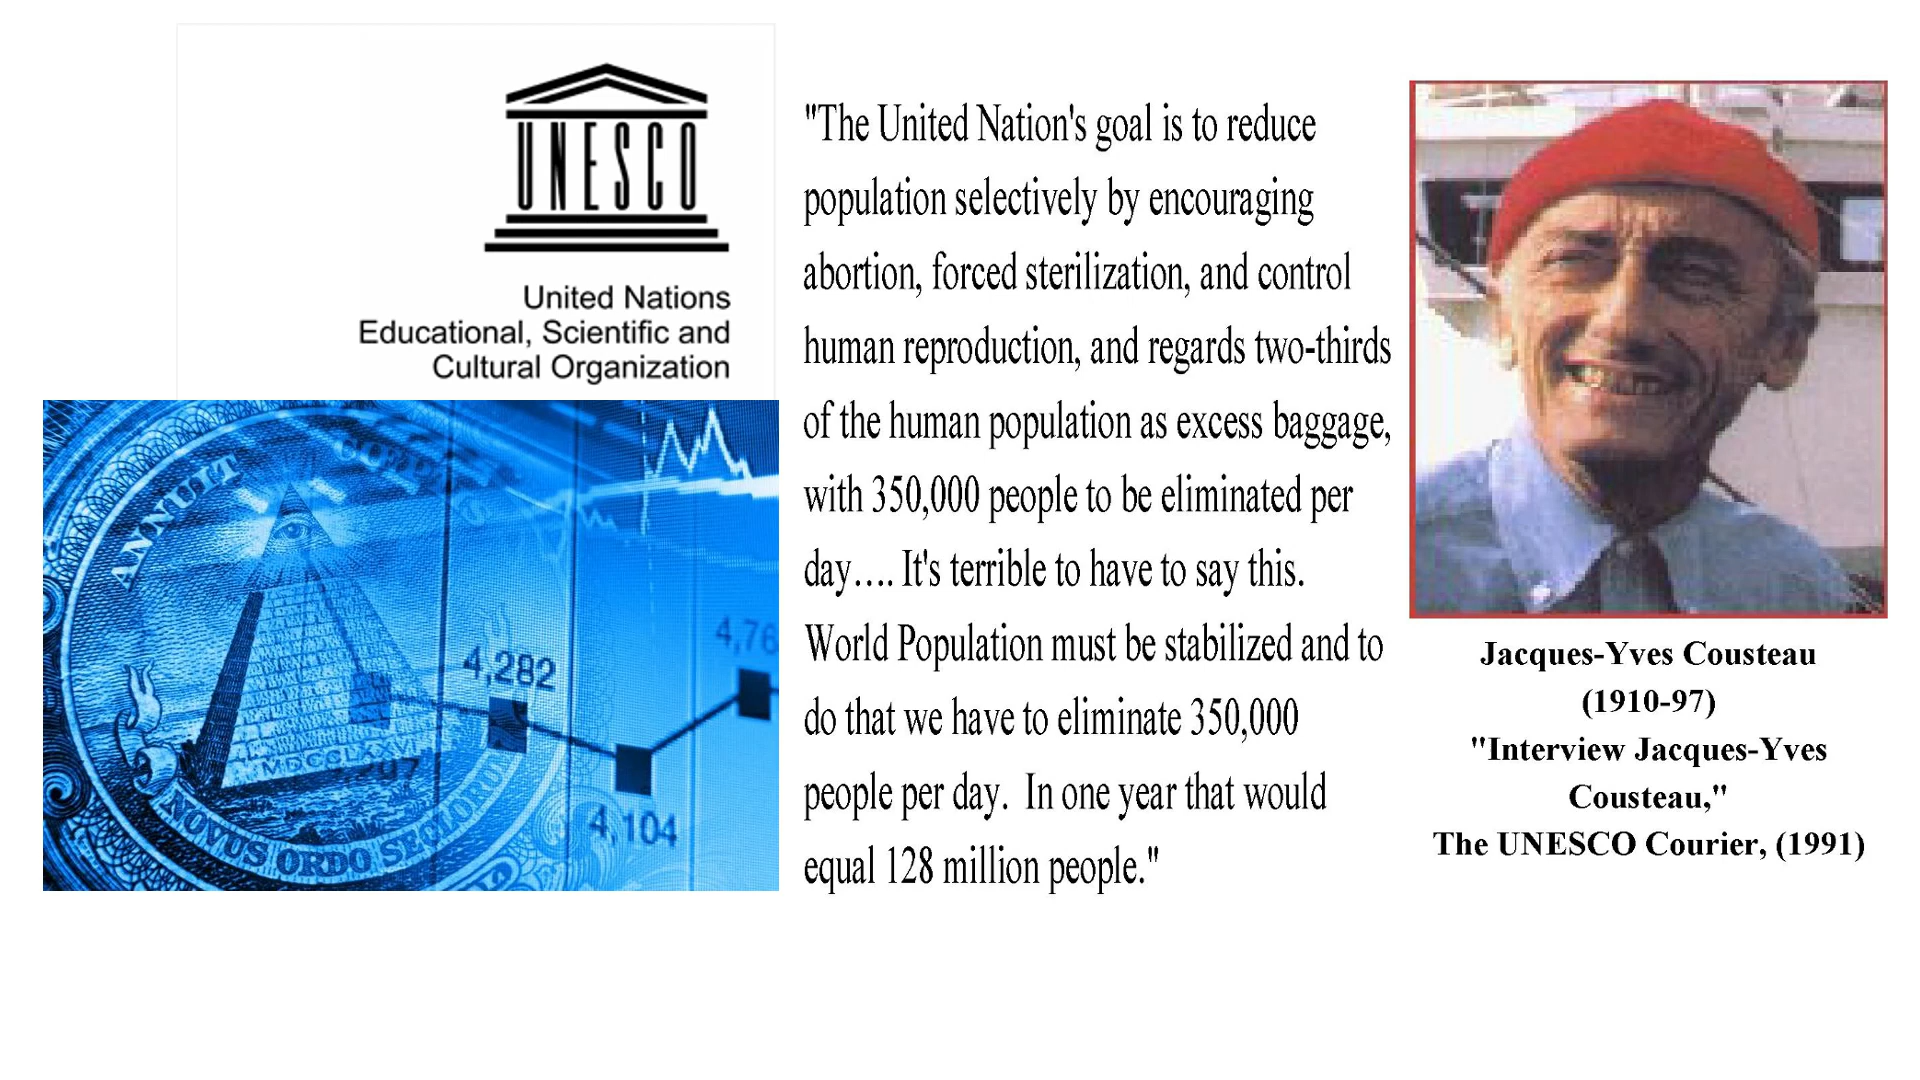 UNESCO
United Nations
Educational, Scientific and
Cultural Organization
ANNUIT
COEPTIS
4,282
4,76
4,104
MDCCLXXVI
NOVUS ORDO SECLORUM
"The United Nation's goal is to reduce
population selectively by encouraging
abortion, forced sterilization, and control
human reproduction, and regards two-thirds
of the human population as excess baggage,
with 350,000 people to be eliminated per
day…. It's terrible to have to say this.
World Population must be stabilized and to
do that we have to eliminate 350,000
people per day.  In one year that would
equal 128 million people."
Jacques-Yves Cousteau
(1910-97)
"Interview Jacques-Yves
Cousteau,"
The UNESCO Courier, (1991)